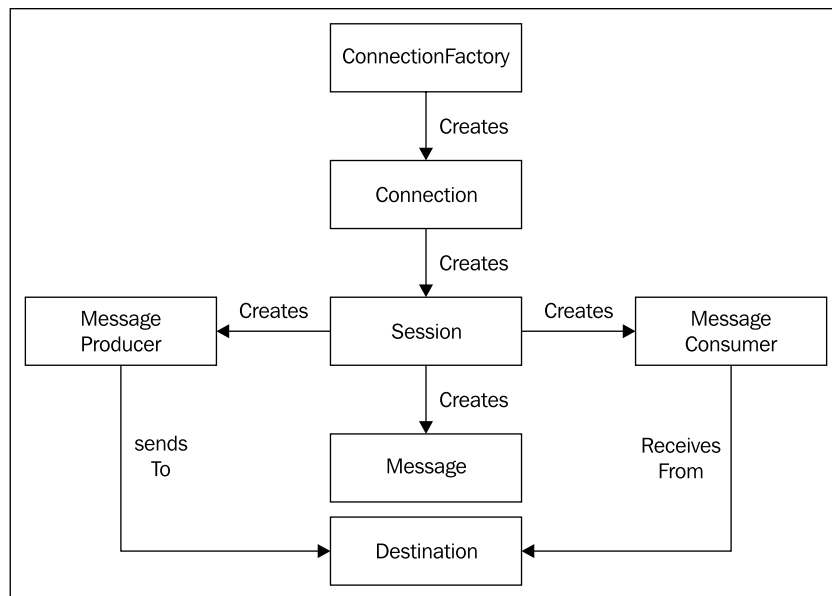 ConnectionFactory
Creates
Connection
Creates
Creates
Creates
Message
Producer
Session
Message
Consumer
Creates
sends
To
Receives
From
Message
Destination